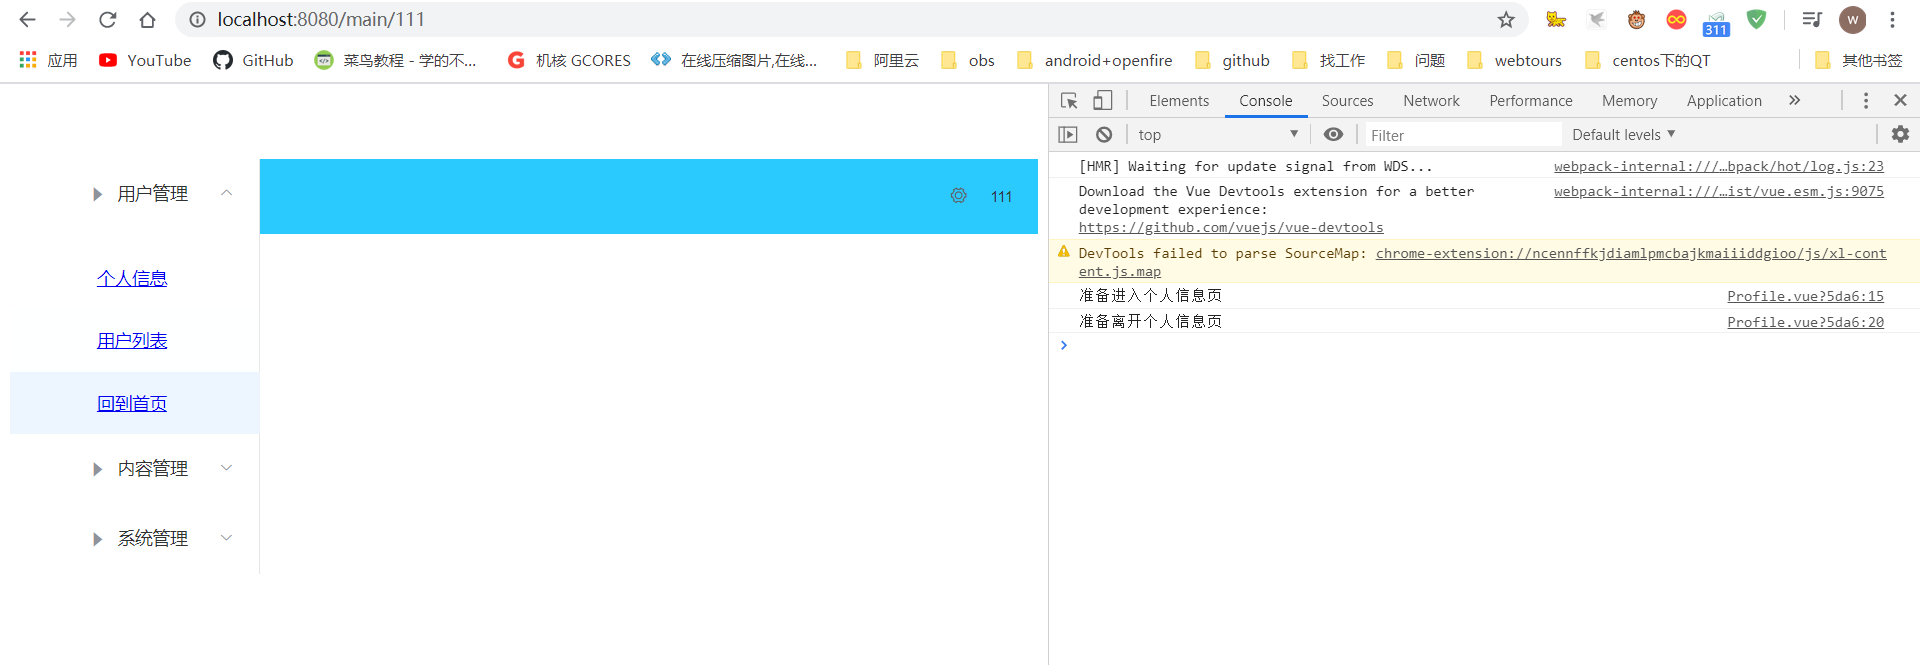 localhost:8080/main/111
311
W
应用 YouTube GitHub 菜鸟教程 - 学的不... 机核 GCORES 在线压缩图片,在线... 阿里云 obs android+openfire github 找工作 问题 webtours centos下的QT 其他书签
Elements Console Sources Network Performance Memory Application
top Filter Default levels
用户管理
个人信息
用户列表
回到首页
内容管理
系统管理
111
[HMR] Waiting for update signal from WDS... webpack-internal:///…bpack/hot/log.js:23
Download the Vue Devtools extension for a better webpack-internal:///…ist/vue.esm.js:9075
development experience:
https://github.com/vuejs/vue-devtools
DevTools failed to parse SourceMap: chrome-extension://ncennffkjdiamlpmcbajkmaiiiddgioo/js/xl-cont
ent.js.map
准备进入个人信息页 Profile.vue?5da6:15
准备离开个人信息页 Profile.vue?5da6:20